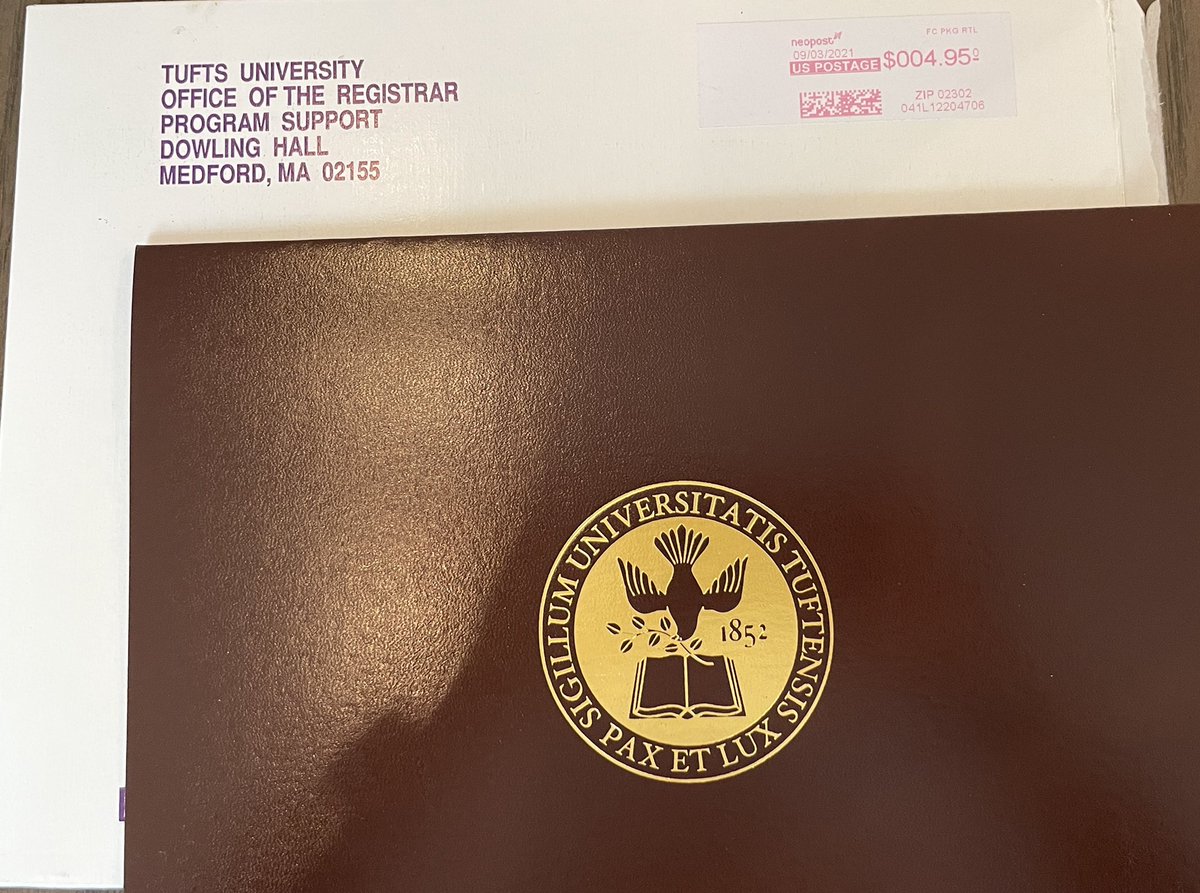 TUFTS UNIVERSITY
OFFICE OF THE REGISTRAR
PROGRAM SUPPORT
DOWLING HALL
MEDFORD, MA 02155
FC PKG RTL
neopost
09/03/2021
US POSTAGE $004.95⁰
ZIP 02302
041L12204706
SIGILLUM UNIVERSITATIS TUFTENSIS
1852
PAX ET LUX